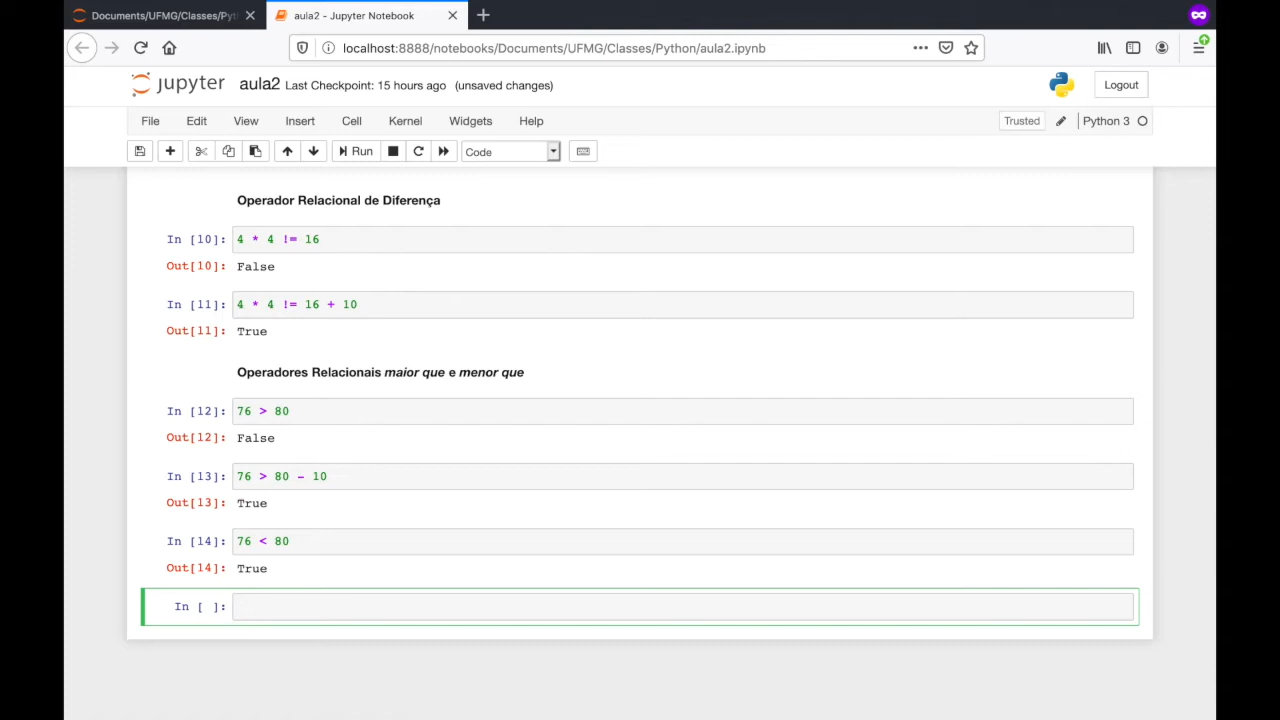 Documents/UFMG/Classes/Pyt
aula2 - Jupyter Notebook
localhost:8888/notebooks/Documents/UFMG/Classes/Python/aula2.ipynb
jupyter aula2 Last Checkpoint: 15 hours ago (unsaved changes)
Logout
File Edit View Insert Cell Kernel Widgets Help
Trusted
Python 3
Run
Code
Operador Relacional de Diferença
In [10]: 4 * 4 != 16
Out[10]: False
In [11]: 4 * 4 != 16 + 10
Out[11]: True
Operadores Relacionais maior que e menor que
In [12]: 76 > 80
Out[12]: False
In [13]: 76 > 80 - 10
Out[13]: True
In [14]: 76 < 80
Out[14]: True
In [ ]: